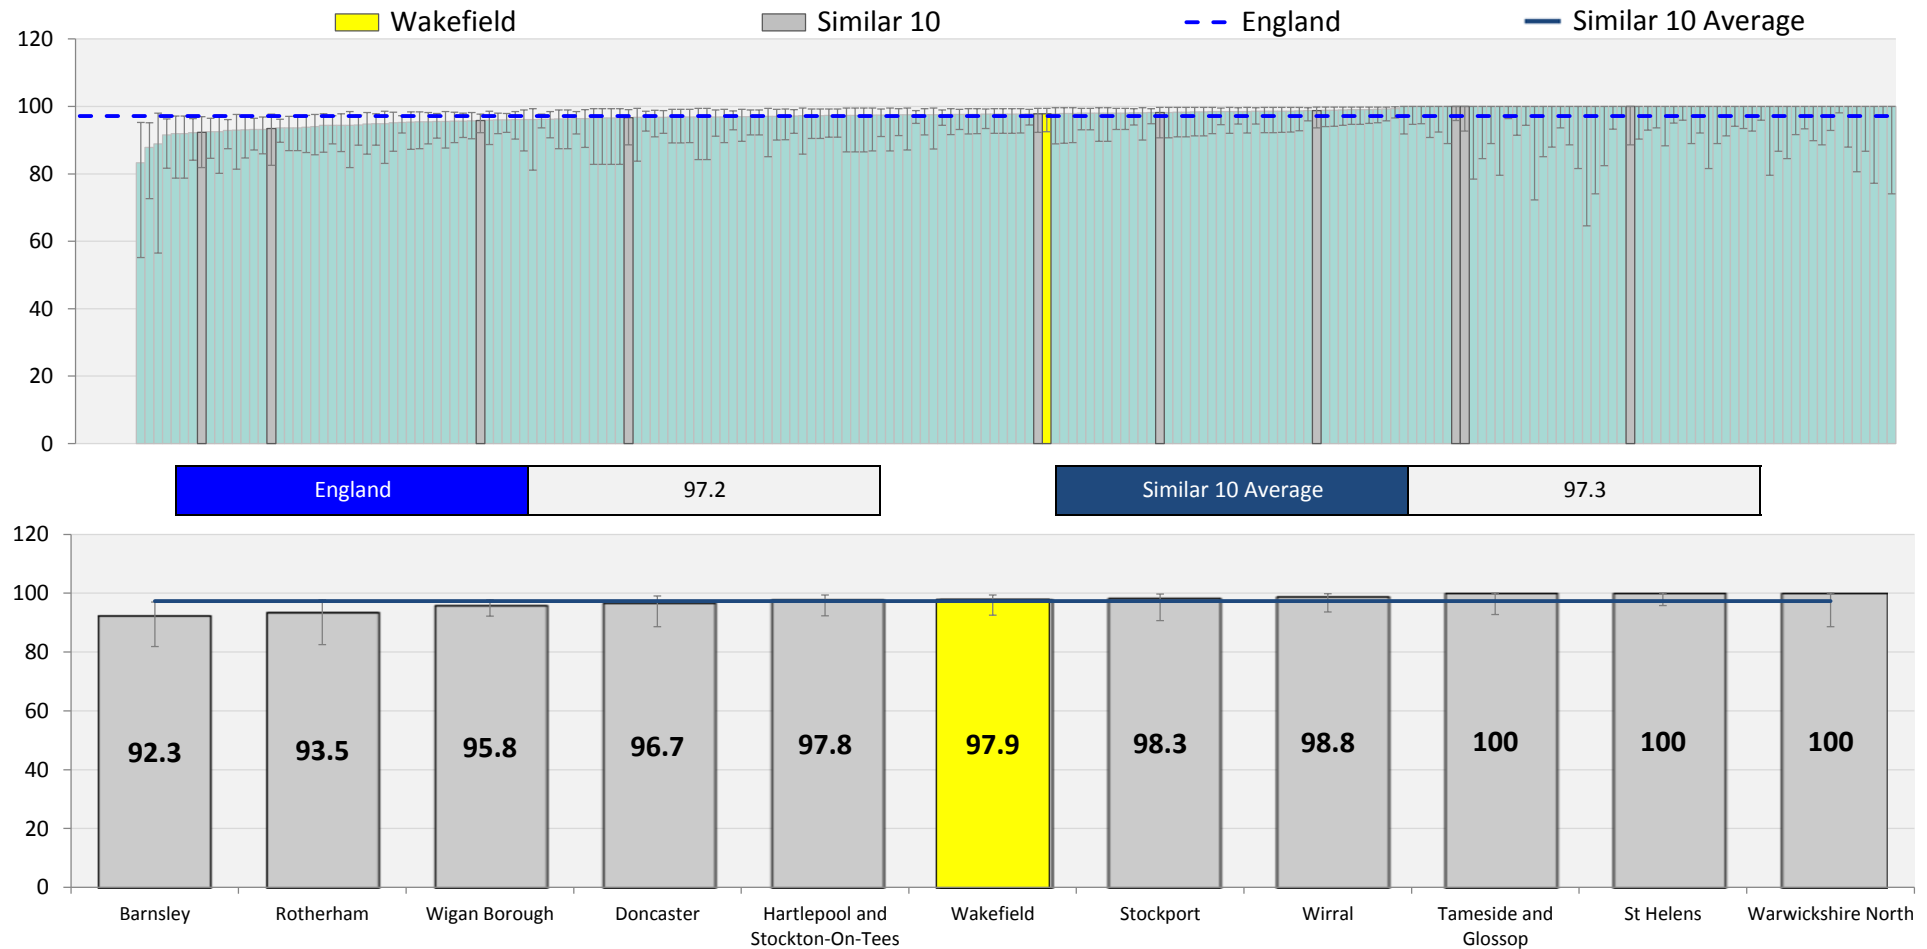 Wakefield
Similar 10
England
Similar 10 Average
120
100
80
60
40
20
0
England
97.2
Similar 10 Average
97.3
120
100
80
60
40
20
0
92.3
93.5
95.8
96.7
97.8
97.9
98.3
98.8
100
100
100
Barnsley
Rotherham
Wigan Borough
Doncaster
Hartlepool and
Stockton-On-Tees
Wakefield
Stockport
Wirral
Tameside and
Glossop
St Helens
Warwickshire North